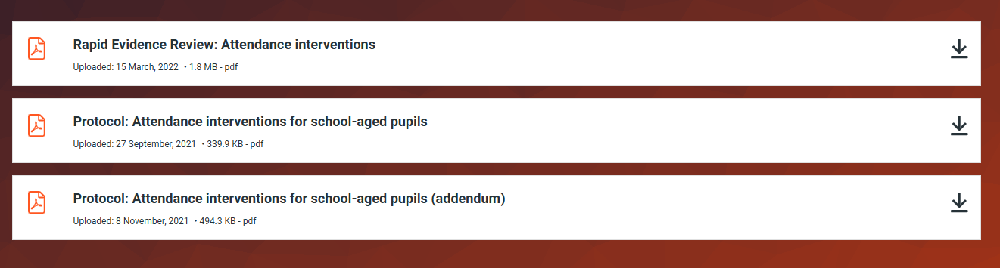 Rapid Evidence Review: Attendance interventions
Uploaded: 15 March, 2022 • 1.8 MB - pdf
Protocol: Attendance interventions for school-aged pupils
Uploaded: 27 September, 2021 • 339.9 KB - pdf
Protocol: Attendance interventions for school-aged pupils (addendum)
Uploaded: 8 November, 2021 • 494.3 KB - pdf